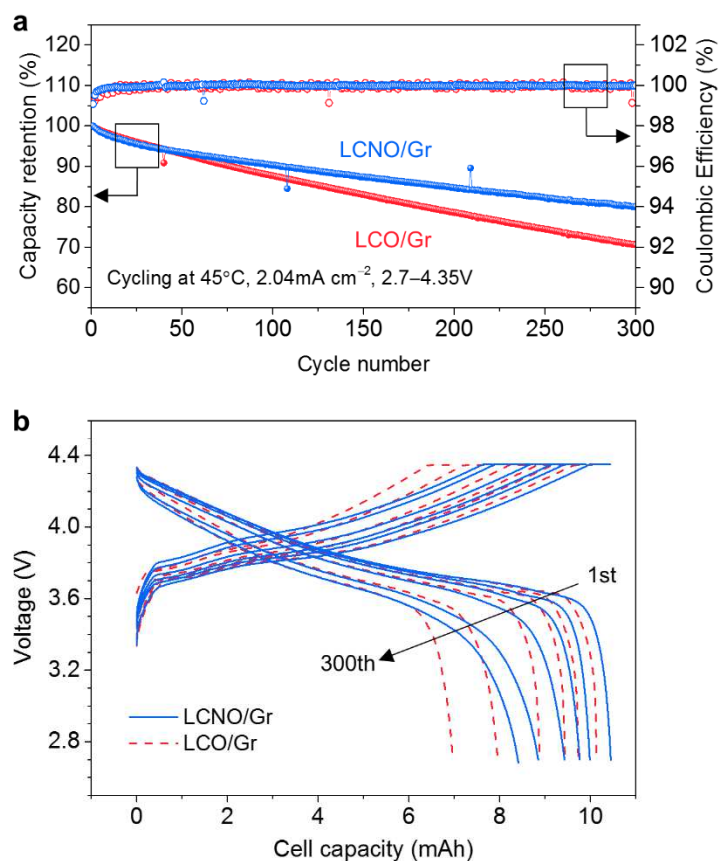 a
120
110
100
90
80
70
60
Capacity retention (%)
102
100
98
96
94
92
90
Coulombic Efficiency (%)
LCNO/Gr
LCO/Gr
Cycling at 45°C, 2.04mA cm⁻², 2.7–4.35V
0 50 100 150 200 250 300
Cycle number
b
4.4
4.0
3.6
3.2
2.8
Voltage (V)
1st
300th
LCNO/Gr
LCO/Gr
0 2 4 6 8 10
Cell capacity (mAh)